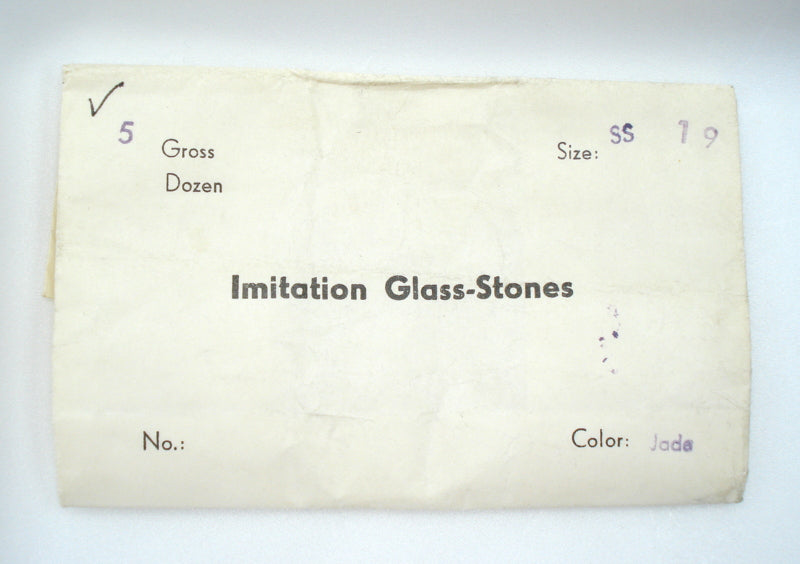 ✓
5 Gross Size: SS 19
Dozen
Imitation Glass-Stones
No.: Color: Jade